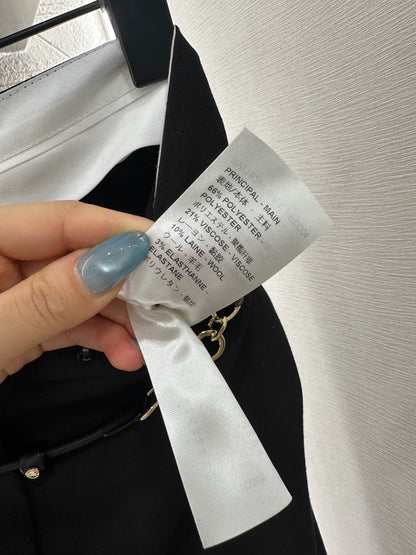 PRINCIPAL - MAIN
表地/本体 - 主料
66% POLYESTER -
POLYESTER
ポリエステル - 聚酯纤维
21% VISCOSE - VISCOSE
レーヨン - 黏胶
10% LAINE - WOOL
ウール - 羊毛
3% ELASTHANNE -
ELASTANE
ポリウレタン - 氨纶